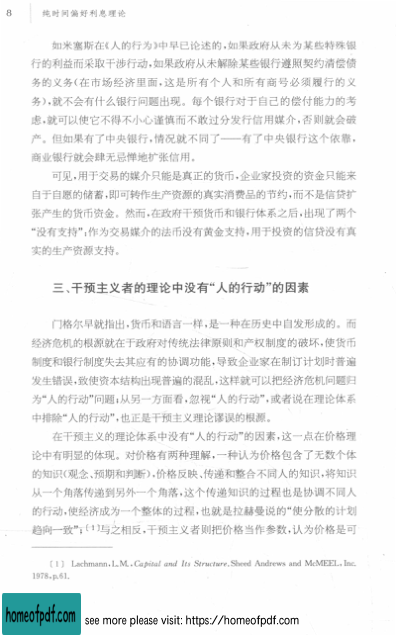 8 纯时间偏好利息理论
如米塞斯在《人的行为》中早已论述的,如果政府从未为某些特殊银
行的利益而采取干涉行动,如果政府从未解除某些银行遵照契约清偿债
务的义务(在市场经济里面,这是所有个人和所有商号必须履行的义
务),就不会有什么银行问题出现。每个银行对于自己的偿付能力的考
虑,就可以使它不得不小心谨慎而不敢过分发行信用媒介,否则就会破
产。但如果有了中央银行,情况就不同了——有了中央银行这个依靠,
商业银行就会肆无忌惮地扩张信用。
可见,用于交易的媒介只能是真正的货币,企业家投资的资金只能来
自于自愿的储蓄,即可转作生产资源的真实消费品的节约,而不是信贷扩
张产生的货币资金。然而,在政府干预货币和银行体系之后,出现了两个
“没有支持”:作为交易媒介的法币没有黄金支持,用于投资的信贷没有真
实的生产资源支持。
三、干预主义者的理论中没有“人的行动”的因素
门格尔早就指出,货币和语言一样,是一种在历史中自发形成的。而
经济危机的根源就在于政府对传统法律原则和产权制度的破坏,使货币
制度和银行制度失去其应有的协调功能,导致企业家在制订计划时普遍
发生错误,致使资本结构出现普遍的混乱,这样就可以把经济危机问题归
为“人的行动”问题;从另一方面看,忽视“人的行动”,或者说在理论体系
中排除“人的行动”,也正是干预主义理论谬误的根源。
在干预主义的理论体系中没有“人的行动”的因素,这一点在价格理
论中有明显的体现。对价格有两种理解,一种认为价格包含了无数个体
的知识(观念、预期和判断),价格反映、传递和整合不同人的知识,将知识
从一个角落传递到另外一个角落,这个传递知识的过程也是协调不同人
的行动,使经济成为一个整体的过程,也就是拉赫曼说的“使分散的计划
趋向一致”;[1]与之相反,干预主义者则把价格当作参数,认为价格是可
[1] Lachmann, L. M., Capital and Its Structure, Sheed Andrews and McMEEL, Inc.
1978, p.61.
homeofpdf.com see more please visit: https://homeofpdf.com